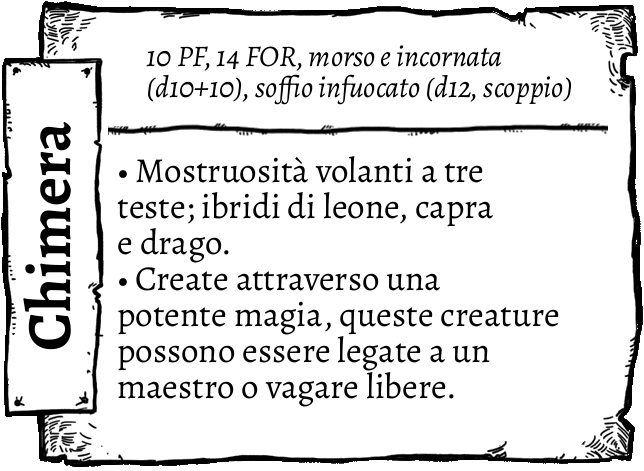 Chimera
10 PF, 14 FOR, morso e incornata
(d10+10), soffio infuocato (d12, scoppio)
• Mostruosità volanti a tre
teste; ibridi di leone, capra
e drago.
• Create attraverso una
potente magia, queste creature
possono essere legate a un
maestro o vagare libere.